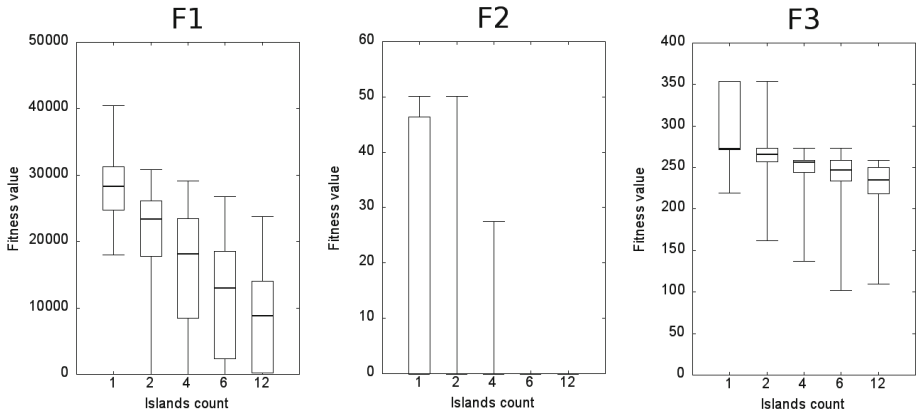 F1
F2
F3
50000
40000
30000
20000
10000
0
Fitness value
1 2 4 6 12
Islands count
60
50
40
30
20
10
0
Fitness value
1 2 4 6 12
Islands count
400
350
300
250
200
150
100
50
0
Fitness value
1 2 4 6 12
Islands count